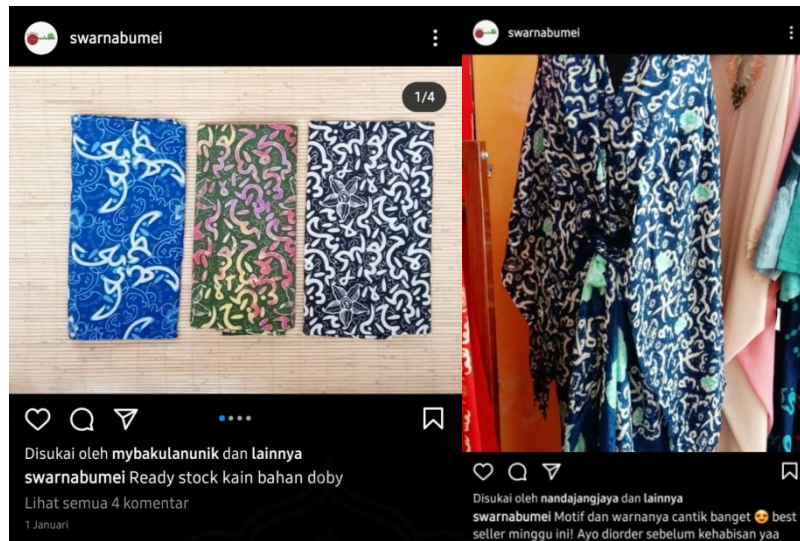 swarnabumei
1/4
Disukai oleh mybakulanunik dan lainnya
swarnabumei Ready stock kain bahan doby
Lihat semua 4 komentar
1 Januari
swarnabumei
Disukai oleh nandajangjaya dan lainnya
swarnabumei Motif dan warnanya cantik banget 😍 best
seller minggu ini! Ayo diorder sebelum kehabisan yaa